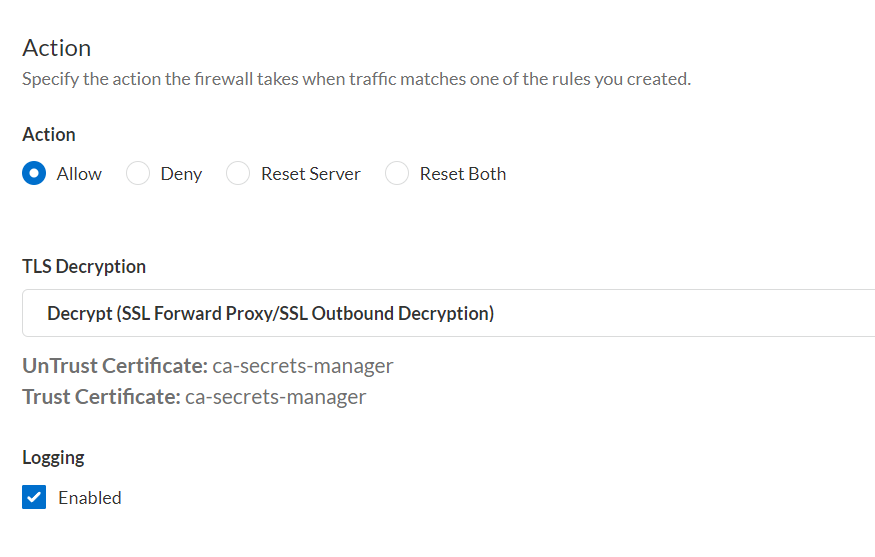 Action
Specify the action the firewall takes when traffic matches one of the rules you created.
Action
Allow Deny Reset Server Reset Both
TLS Decryption
Decrypt (SSL Forward Proxy/SSL Outbound Decryption)
UnTrust Certificate: ca-secrets-manager
Trust Certificate: ca-secrets-manager
Logging
Enabled